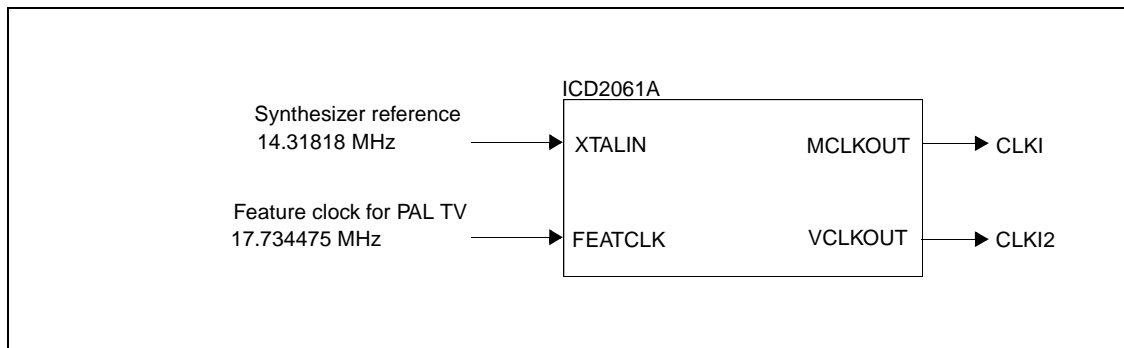 ICD2061A
Synthesizer reference
14.31818 MHz
XTALIN
MCLKOUT
CLKI
Feature clock for PAL TV
17.734475 MHz
FEATCLK
VCLKOUT
CLKI2